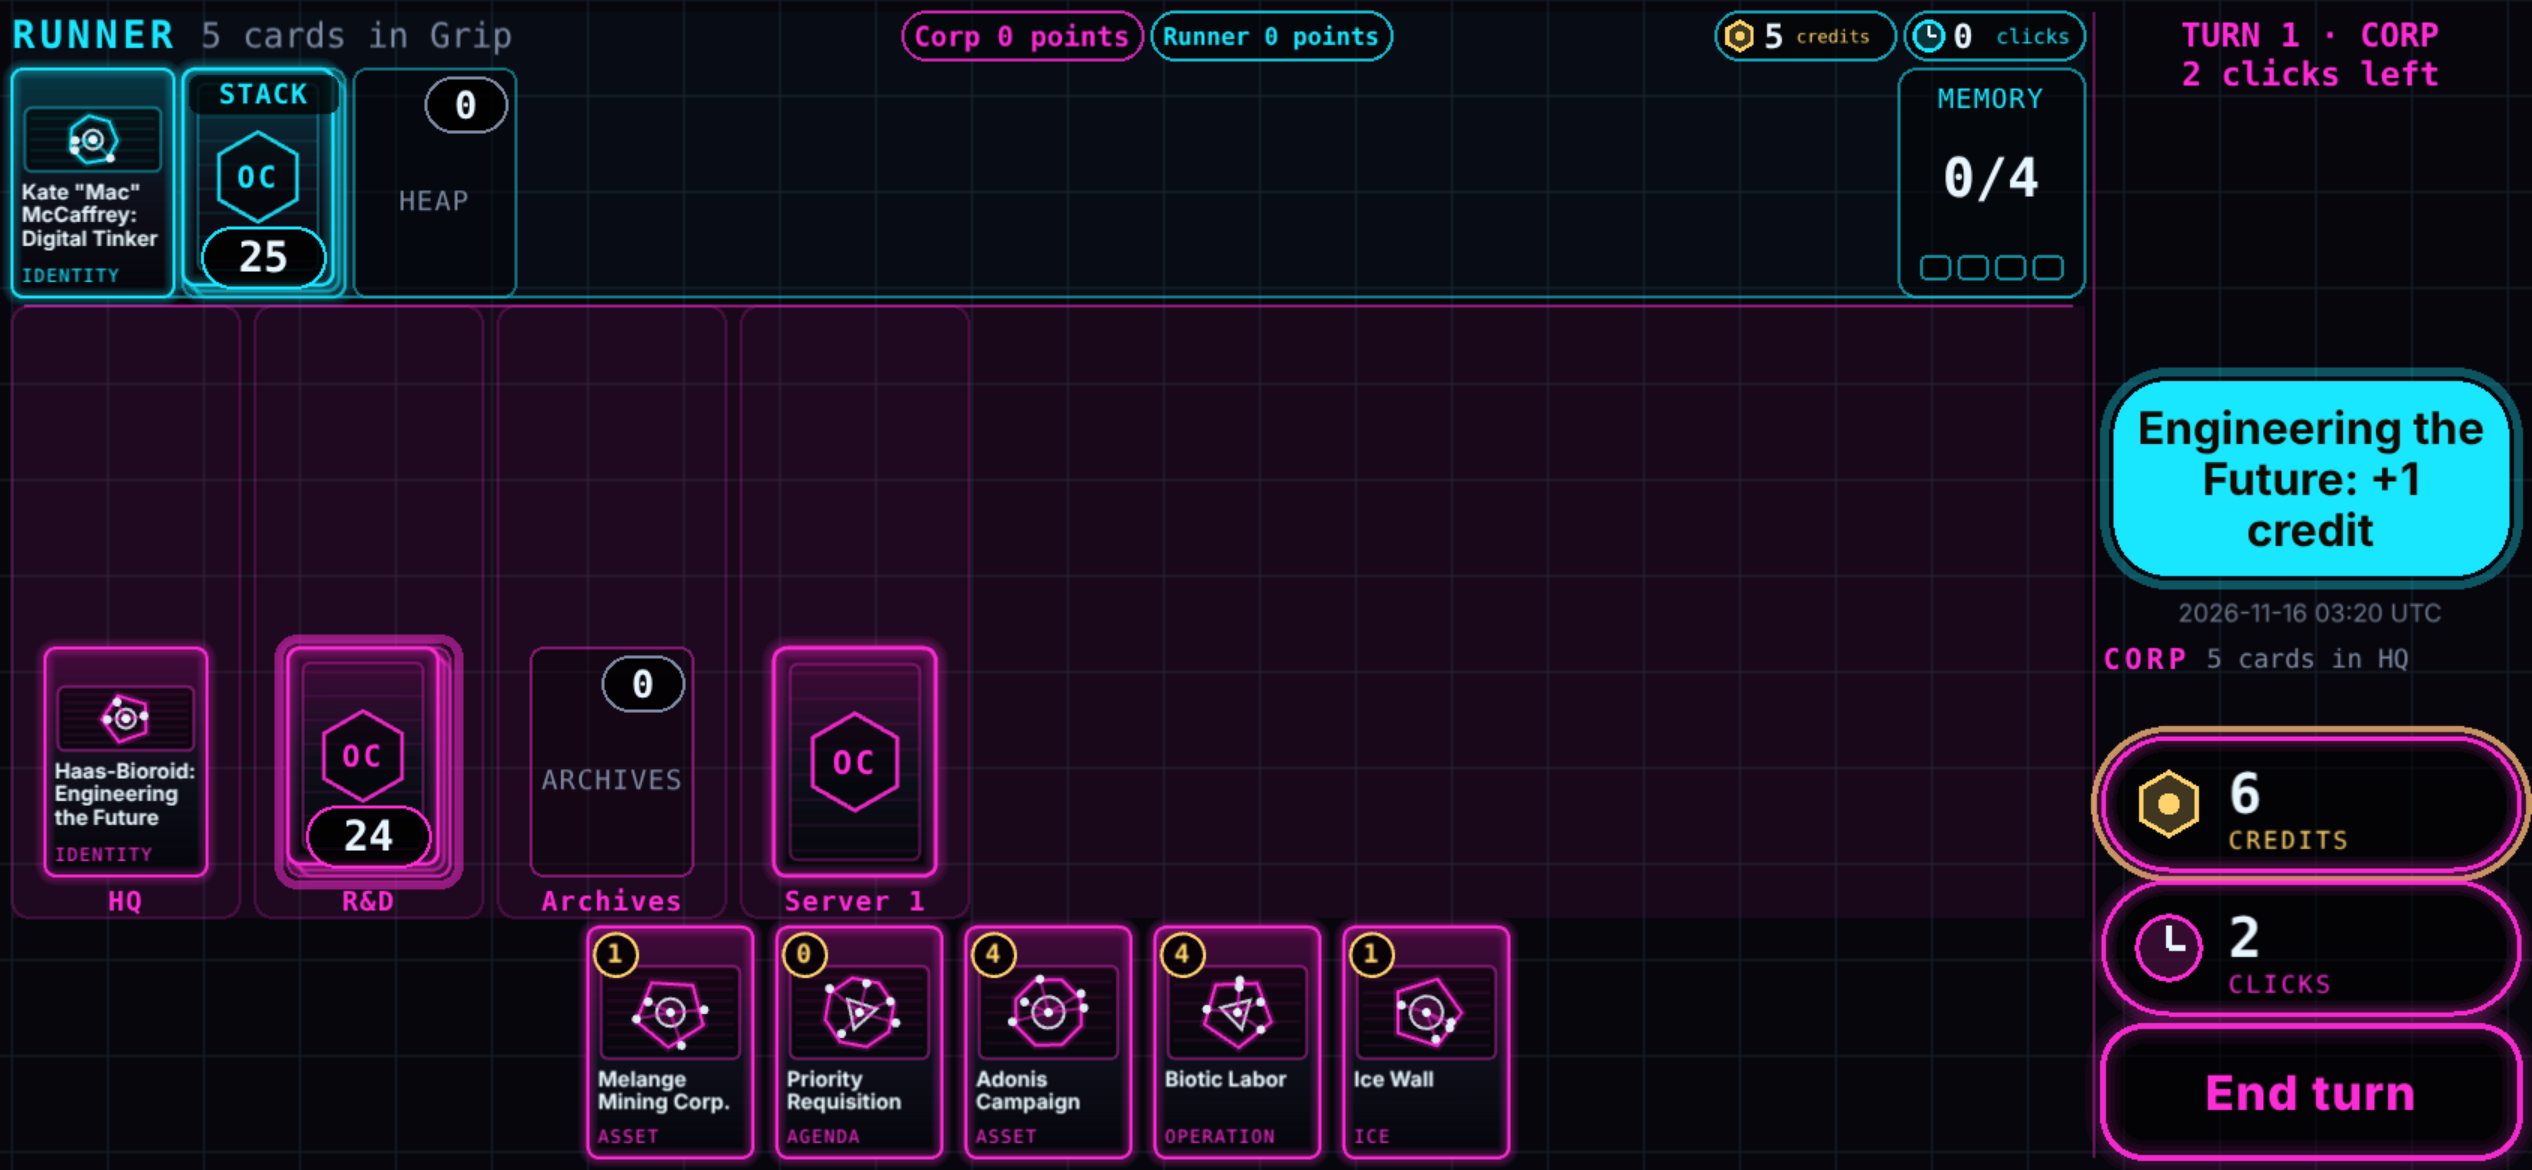 RUNNER 5 cards in Grip
Corp 0 points
Runner 0 points
5 credits
0 clicks
TURN 1 · CORP
2 clicks left
Kate "Mac"
McCaffrey:
Digital Tinker
IDENTITY
STACK
OC
25
0
HEAP
MEMORY
0/4
Engineering the
Future: +1
credit
2026-11-16 03:20 UTC
CORP 5 cards in HQ
Haas-Bioroid:
Engineering
the Future
IDENTITY
HQ
OC
24
R&D
0
ARCHIVES
Archives
OC
Server 1
6
CREDITS
2
CLICKS
End turn
1
Melange
Mining Corp.
ASSET
0
Priority
Requisition
AGENDA
4
Adonis
Campaign
ASSET
4
Biotic Labor
OPERATION
1
Ice Wall
ICE